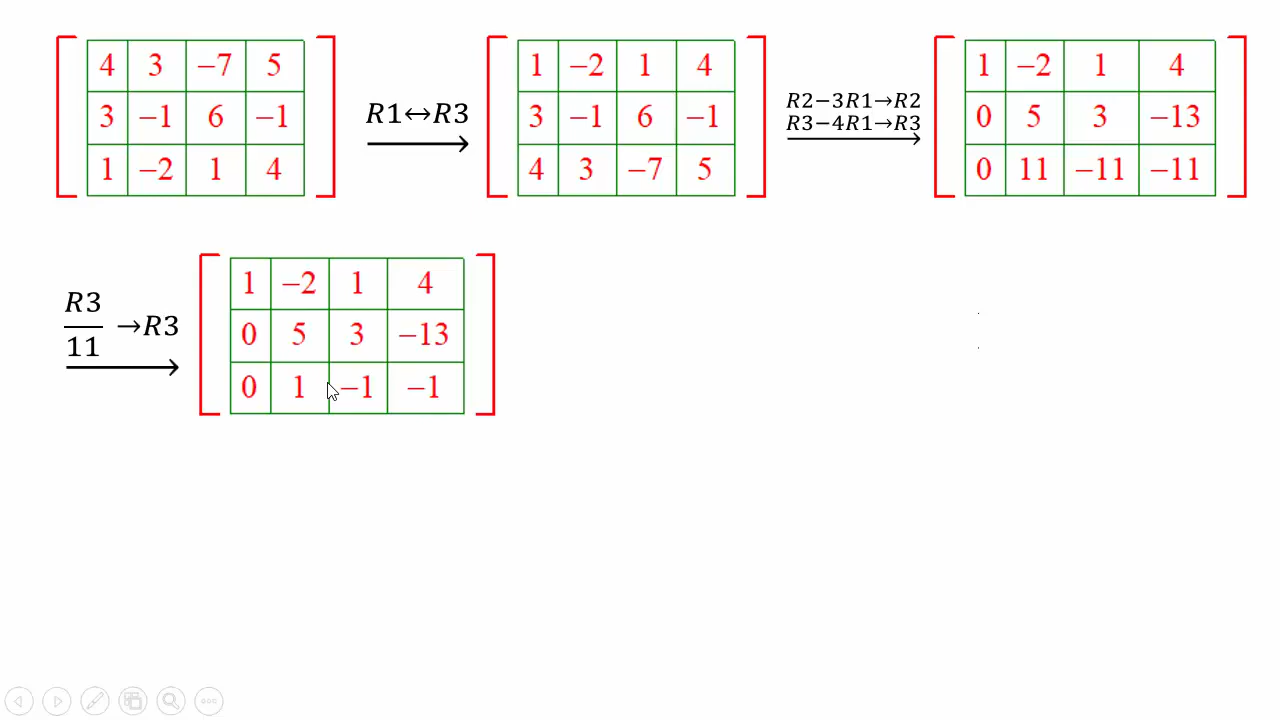 4 3 −7 5
3 −1 6 −1
1 −2 1 4
R1↔R3
1 −2 1 4
3 −1 6 −1
4 3 −7 5
R2−3R1→R2
R3−4R1→R3
1 −2 1 4
0 5 3 −13
0 11 −11 −11
R3/11 →R3
1 −2 1 4
0 5 3 −13
0 1 −1 −1